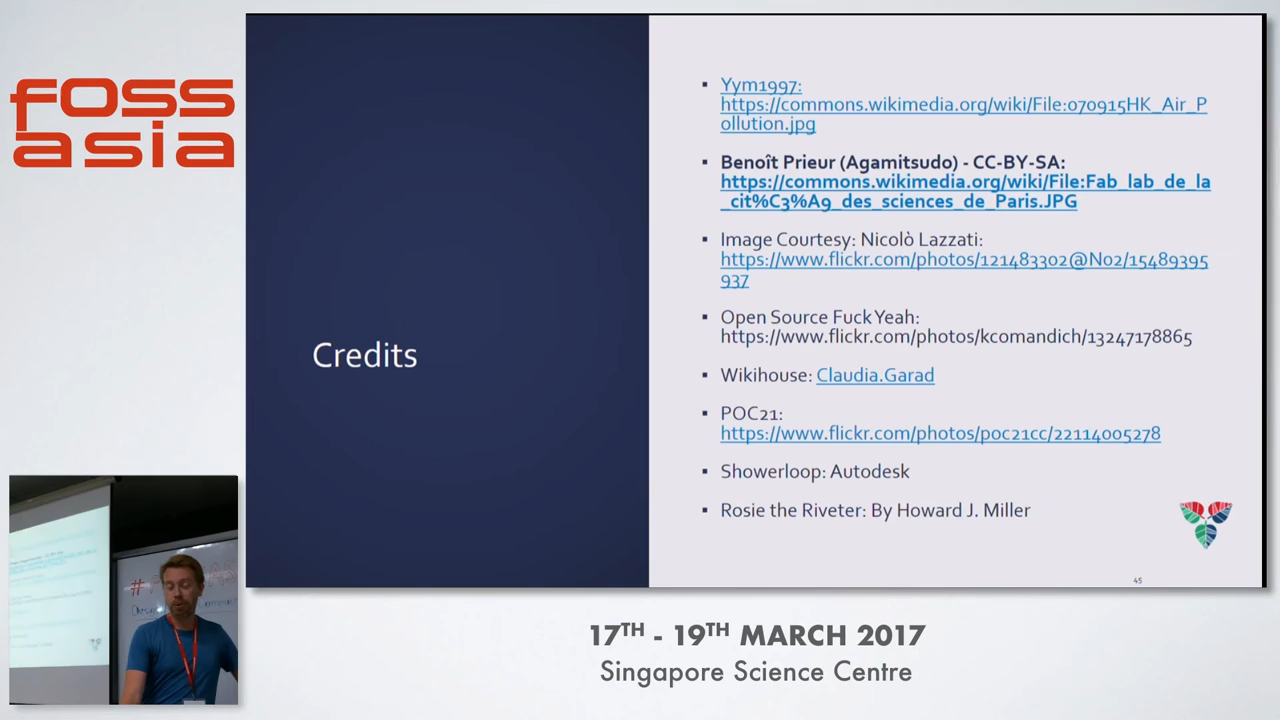 foss
asia
Credits
▪ Yym1997:
https://commons.wikimedia.org/wiki/File:070915HK_Air_P
ollution.jpg
▪ Benoît Prieur (Agamitsudo) - CC-BY-SA:
https://commons.wikimedia.org/wiki/File:Fab_lab_de_la
_cit%C3%A9_des_sciences_de_Paris.JPG
▪ Image Courtesy: Nicolò Lazzati:
https://www.flickr.com/photos/121483302@N02/15489395
937
▪ Open Source Fuck Yeah:
https://www.flickr.com/photos/kcomandich/13247178865
▪ Wikihouse: Claudia.Garad
▪ POC21:
https://www.flickr.com/photos/poc21cc/22114005278
▪ Showerloop: Autodesk
▪ Rosie the Riveter: By Howard J. Miller
45
#
17TH - 19TH MARCH 2017
Singapore Science Centre